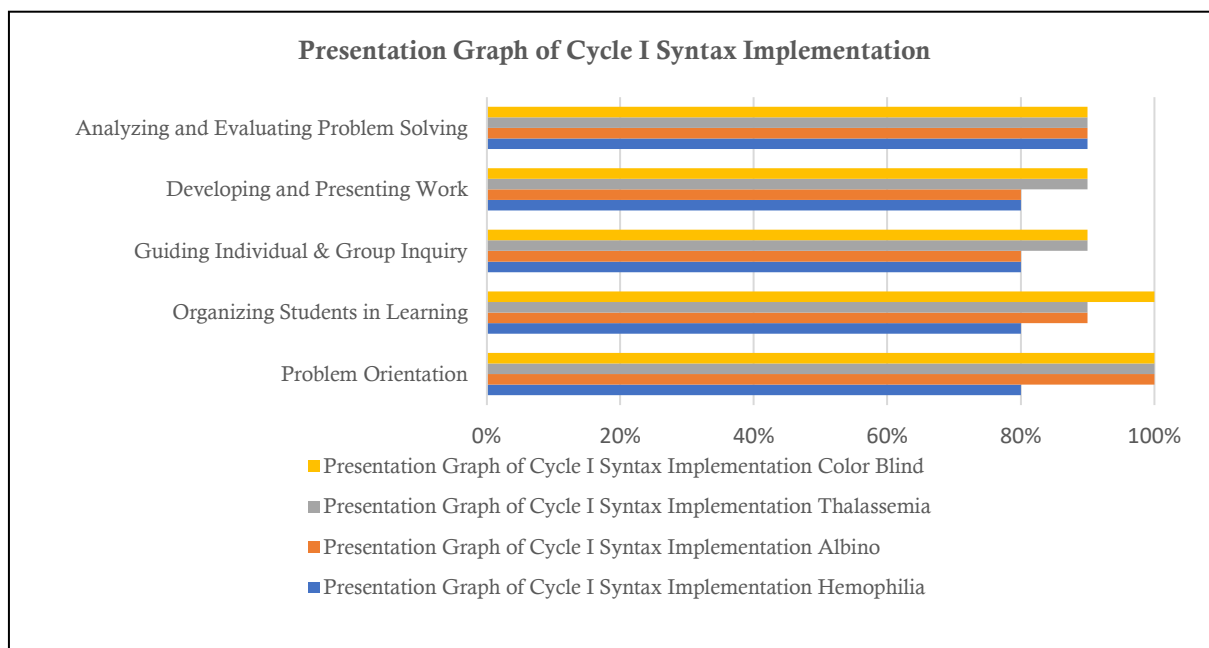 Presentation Graph of Cycle I Syntax Implementation
Analyzing and Evaluating Problem Solving
Developing and Presenting Work
Guiding Individual & Group Inquiry
Organizing Students in Learning
Problem Orientation
0% 20% 40% 60% 80% 100%
Presentation Graph of Cycle I Syntax Implementation Color Blind
Presentation Graph of Cycle I Syntax Implementation Thalassemia
Presentation Graph of Cycle I Syntax Implementation Albino
Presentation Graph of Cycle I Syntax Implementation Hemophilia